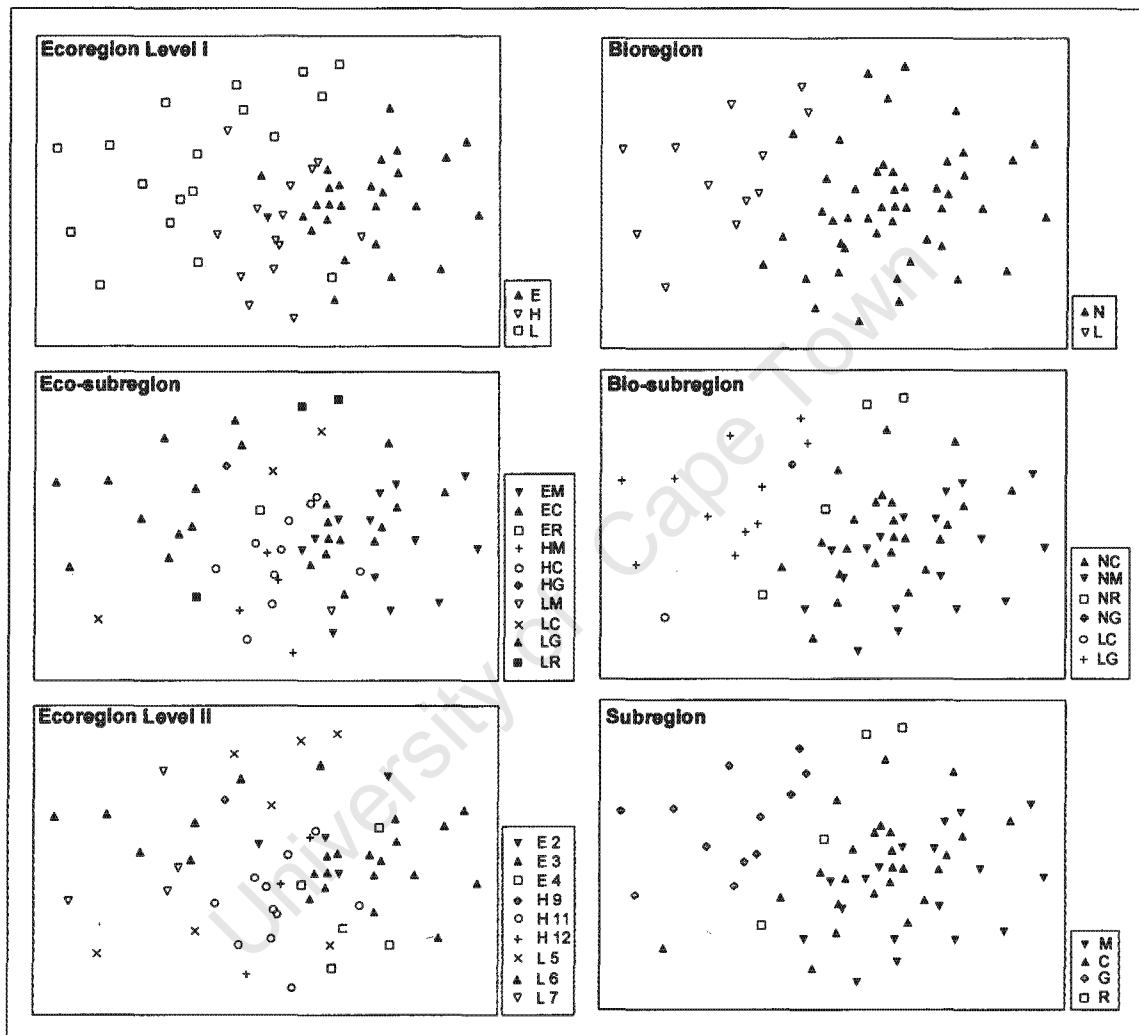 Ecoregion Level I
E
H
L
Bioregion
N
L
Eco-subregion
EM
EC
ER
HM
HC
HG
LM
LC
LG
LR
Bio-subregion
NC
NM
NR
NG
LC
LG
Ecoregion Level II
E 2
E 3
E 4
H 9
H 11
H 12
L 5
L 6
L 7
Subregion
M
C
G
R
University of Cape Town